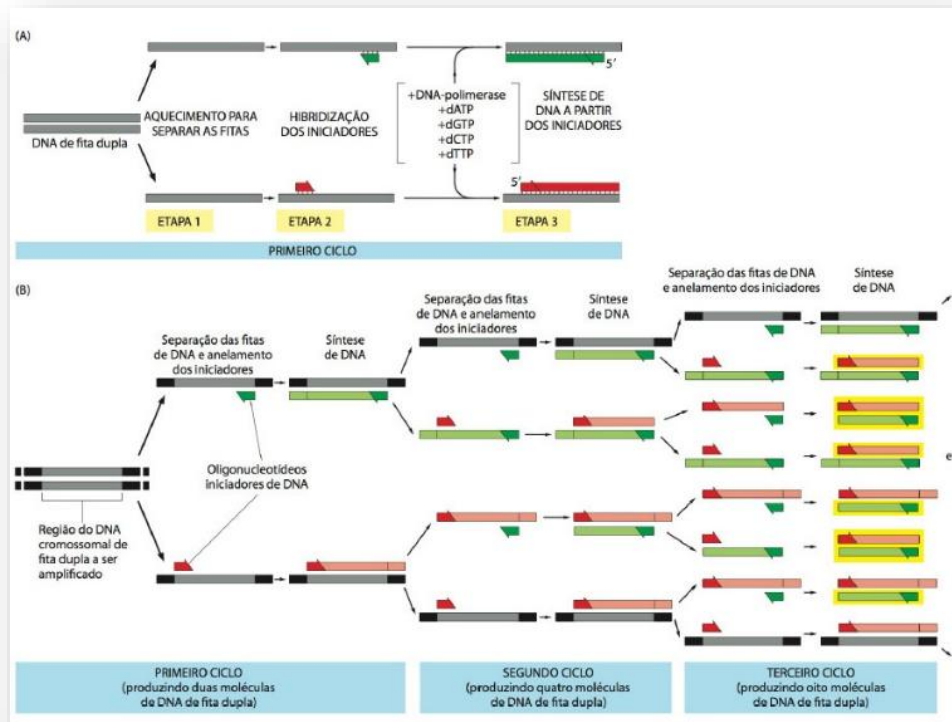 (A)
5'
+DNA-polimerase
+dATP
+dGTP
+dCTP
+dTTP
AQUECIMENTO PARA
SEPARAR AS FITAS
HIBRIDIZAÇÃO
DOS INICIADORES
SÍNTESE DE
DNA A PARTIR
DOS INICIADORES
DNA de fita dupla
5'
ETAPA 1
ETAPA 2
ETAPA 3
PRIMEIRO CICLO
(B)
Separação das fitas
de DNA e anelamento
dos iniciadores
Síntese
de DNA
Separação das fitas
de DNA e anelamento
dos iniciadores
Síntese
de DNA
Separação das fitas de DNA
e anelamento dos iniciadores
Síntese
de DNA
Oligonucleotídeos
iniciadores de DNA
Região do DNA
cromossomal de
fita dupla a ser
amplificado
e
PRIMEIRO CICLO
(produzindo duas moléculas
de DNA de fita dupla)
SEGUNDO CICLO
(produzindo quatro moléculas
de DNA de fita dupla)
TERCEIRO CICLO
(produzindo oito moléculas
de DNA de fita dupla)